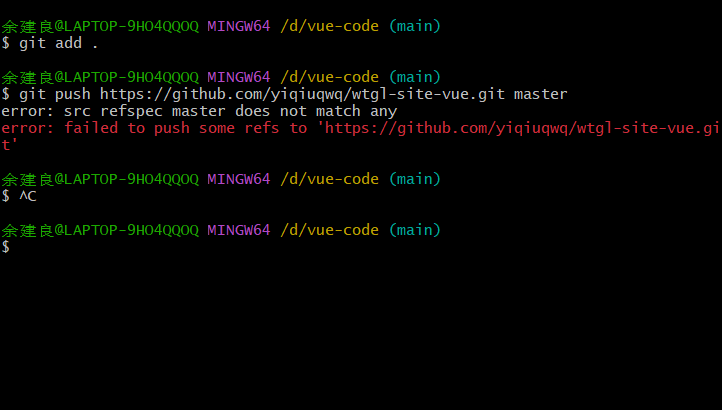 余建良@LAPTOP-9HO4QQOQ MINGW64 /d/vue-code (main)
$ git add .
余建良@LAPTOP-9HO4QQOQ MINGW64 /d/vue-code (main)
$ git push https://github.com/yiqiuqwq/wtgl-site-vue.git master
error: src refspec master does not match any
error: failed to push some refs to 'https://github.com/yiqiuqwq/wtgl-site-vue.gi
t'
余建良@LAPTOP-9HO4QQOQ MINGW64 /d/vue-code (main)
$ ^C
余建良@LAPTOP-9HO4QQOQ MINGW64 /d/vue-code (main)
$